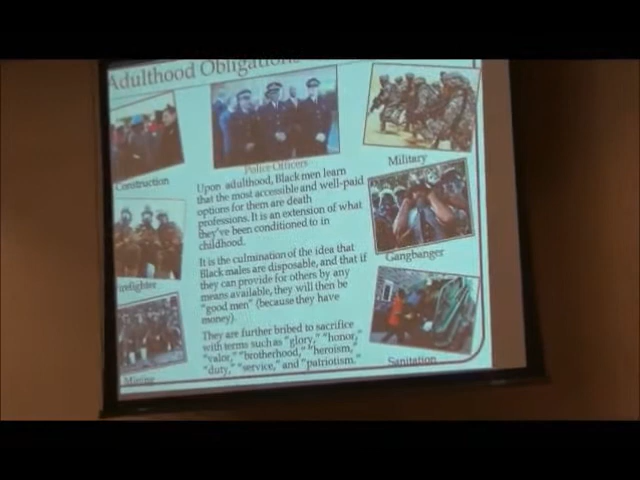 Adulthood Obligations
Police Officers
Military
Construction
Upon adulthood, Black men learn
that the most accessible and well-paid
options for them are death
professions. It is an extension of what
they've been conditioned to in
childhood.
Gangbanger
It is the culmination of the idea that
Black males are disposable, and that if
they can provide for others by any
means available, they will then be
"good men" (because they have
money).
irefighter
They are further bribed to sacrifice
with terms such as "glory," "honor,"
"valor," "brotherhood," "heroism,"
"duty," "service," and "patriotism."
Sanitation
Mining